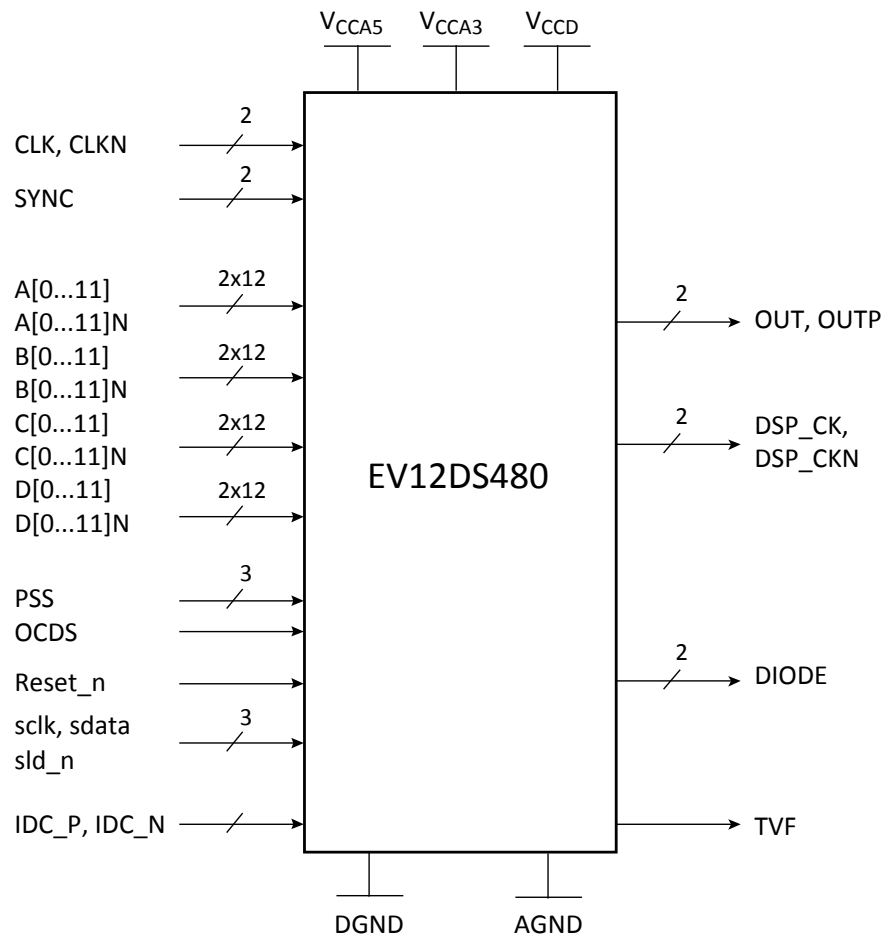 VCCA5 VCCA3 VCCD
2
CLK, CLKN
2
SYNC
2x12
A[0...11]
A[0...11]N
2x12
B[0...11]
B[0...11]N
2x12
C[0...11]
C[0...11]N
2x12
D[0...11]
D[0...11]N
3
PSS
OCDS
Reset_n
3
sclk, sdata
sld_n
IDC_P, IDC_N
EV12DS480
2
OUT, OUTP
2
DSP_CK,
DSP_CKN
2
DIODE
TVF
DGND AGND